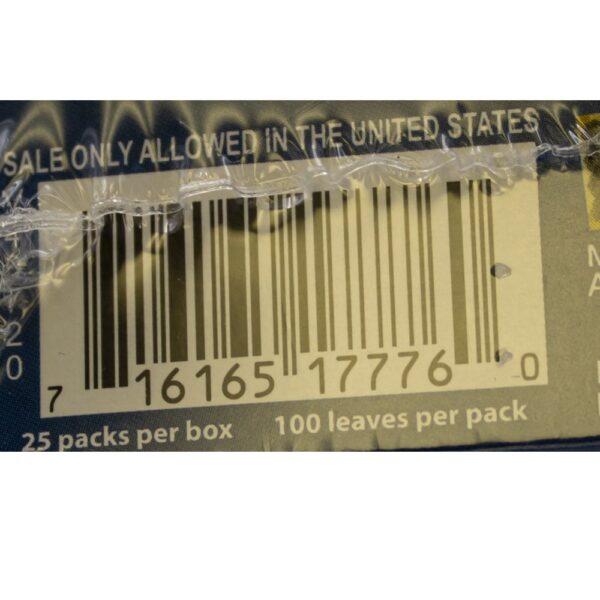 SALE ONLY ALLOWED IN THE UNITED STATES
7 16165 17776 0
25 packs per box 100 leaves per pack